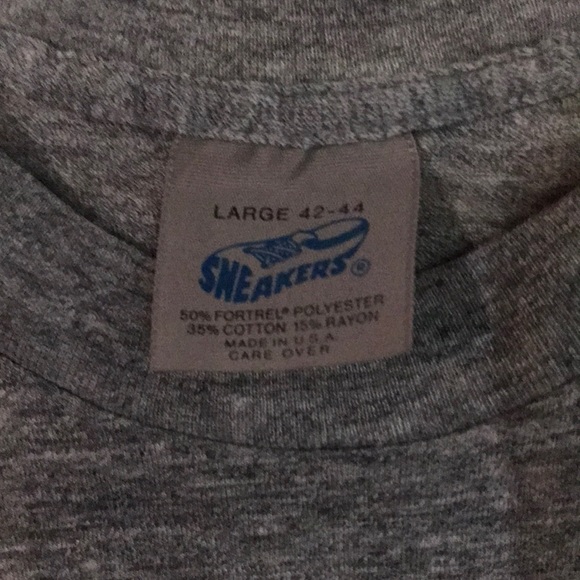 LARGE 42-44
SNEAKERS®
50% FORTREL® POLYESTER
35% COTTON 15% RAYON
MADE IN U.S.A.
CARE OVER